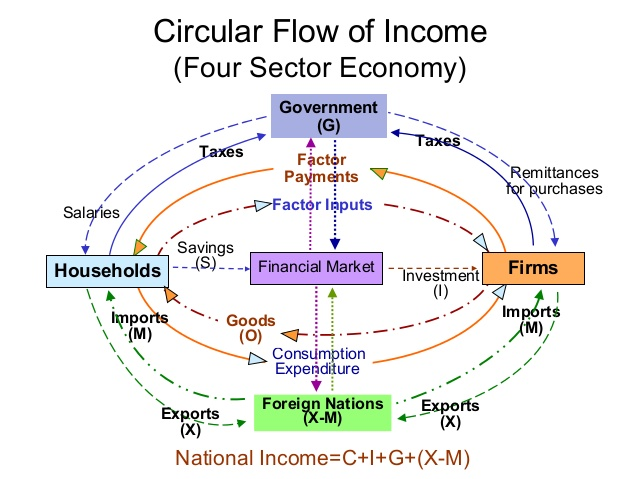 Circular Flow of Income
(Four Sector Economy)
Government
(G)
Taxes
Taxes
Factor
Payments
Remittances
for purchases
Salaries
Factor Inputs
Savings
(S)
Households
Financial Market
Firms
Investment
(I)
Imports
(M)
Goods
(O)
Imports
(M)
Consumption
Expenditure
Exports
(X)
Foreign Nations
(X-M)
Exports
(X)
National Income=C+I+G+(X-M)